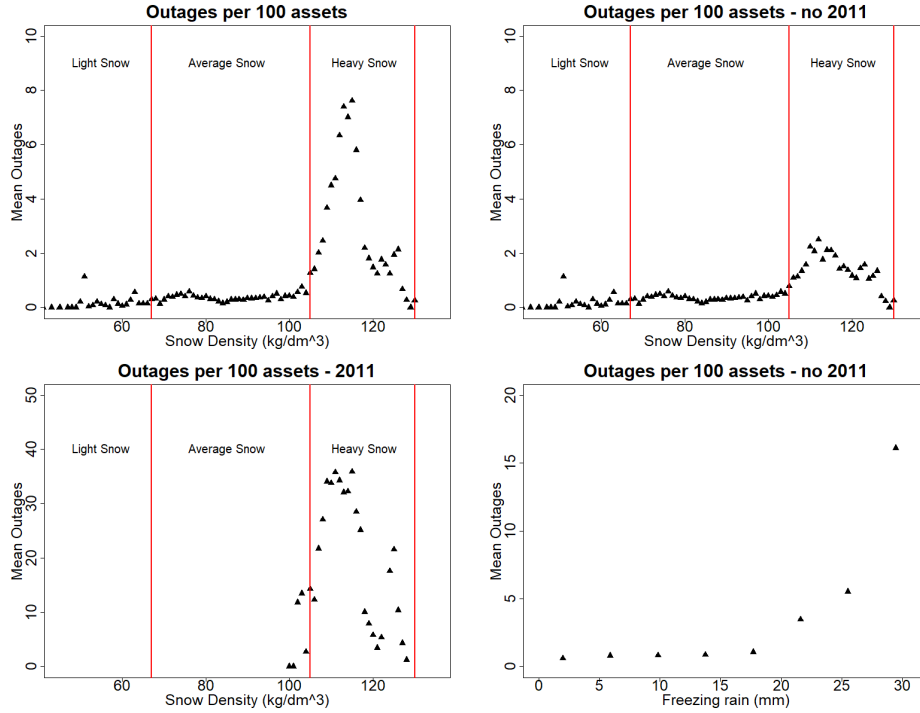 Outages per 100 assets
10
8
6
4
2
0
Mean Outages
Light Snow
Average Snow
Heavy Snow
60
80
100
120
Snow Density (kg/dm^3)
Outages per 100 assets - no 2011
10
8
6
4
2
0
Mean Outages
Light Snow
Average Snow
Heavy Snow
60
80
100
120
Snow Density (kg/dm^3)
Outages per 100 assets - 2011
50
40
30
20
10
0
Mean Outages
Light Snow
Average Snow
Heavy Snow
60
80
100
120
Snow Density (kg/dm^3)
Outages per 100 assets - no 2011
20
15
10
5
0
Mean Outages
0
5
10
15
20
25
30
Freezing rain (mm)